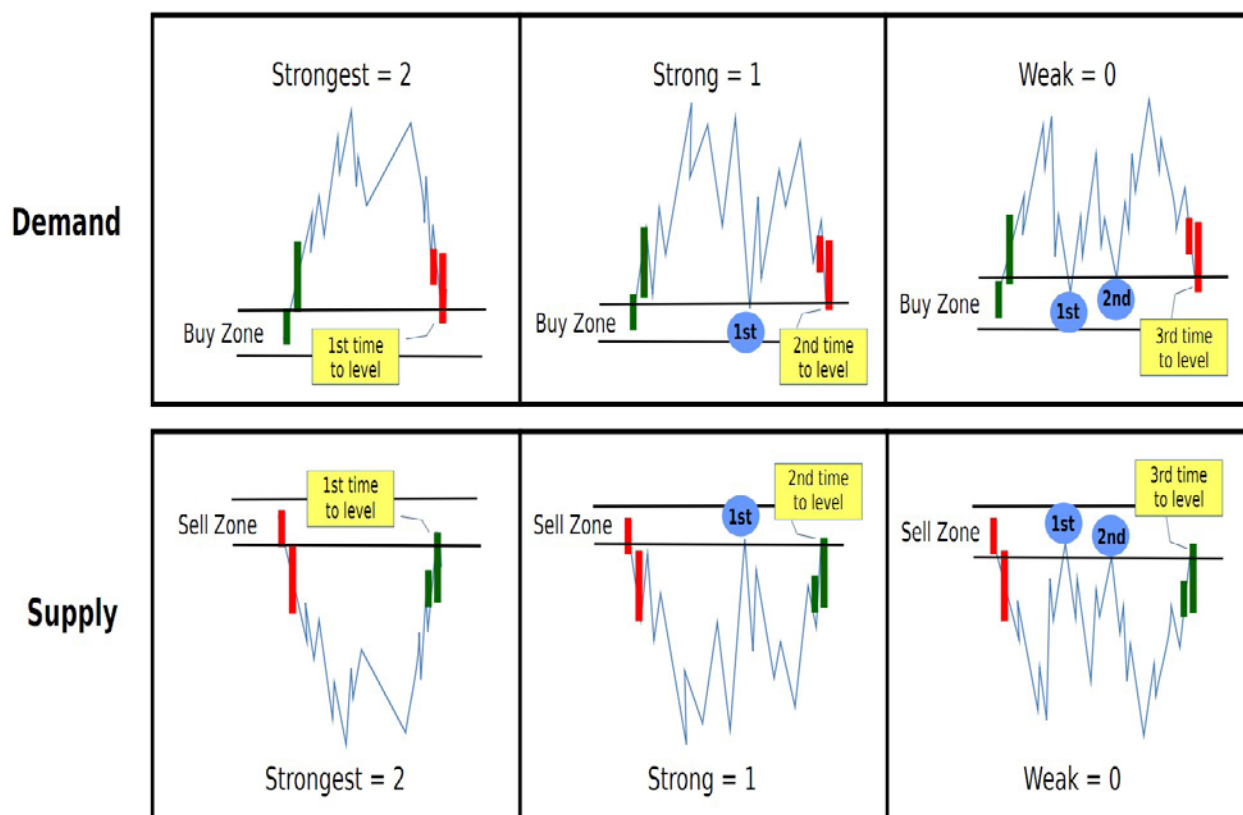 Demand
Strongest = 2
Buy Zone
1st time
to level
Strong = 1
Buy Zone
1st
2nd time
to level
Weak = 0
Buy Zone
1st
2nd
3rd time
to level
Supply
1st time
to level
Sell Zone
Strongest = 2
2nd time
to level
1st
Sell Zone
Strong = 1
3rd time
to level
1st
2nd
Sell Zone
Weak = 0